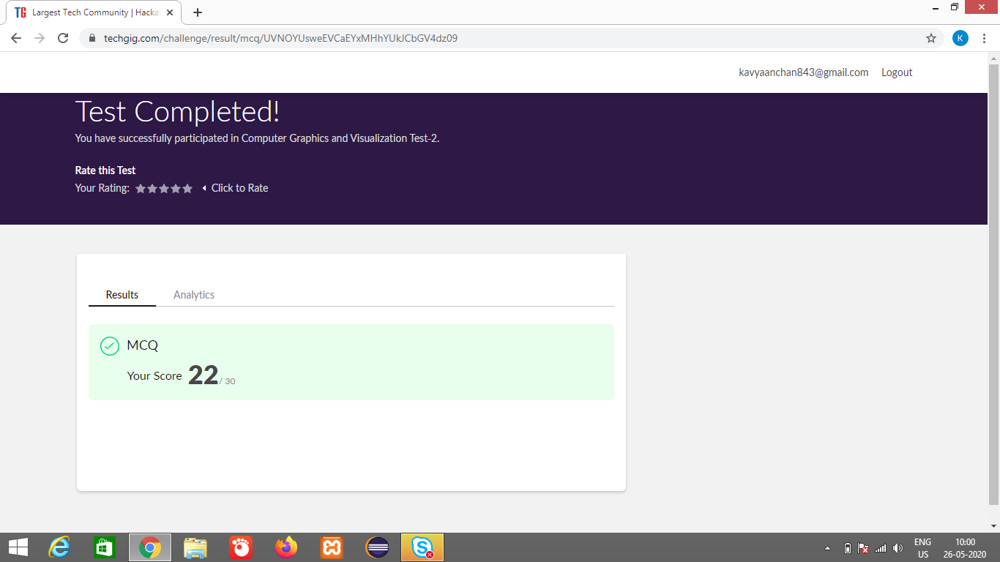 TG Largest Tech Community | Hacka
techgig.com/challenge/result/mcq/UVNOYUsweEVCaEYxMHhYUkJCbGV4dz09
K
kavyaanchan843@gmail.com Logout
Test Completed!
You have successfully participated in Computer Graphics and Visualization Test-2.
Rate this Test
Your Rating: Click to Rate
Results Analytics
MCQ
Your Score 22 / 30
ENG 10:00
US 26-05-2020